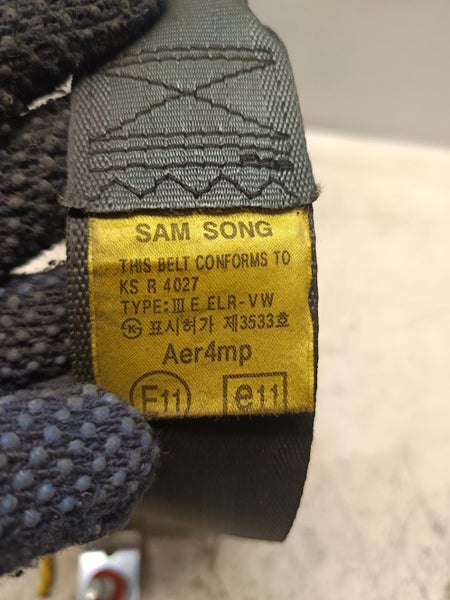 SAM SONG
THIS BELT CONFORMS TO
KS R 4027
TYPE: Ⅲ E ELR-VW
Ⓚ 표시허가 제3533호
Aer4mp
E11 e11